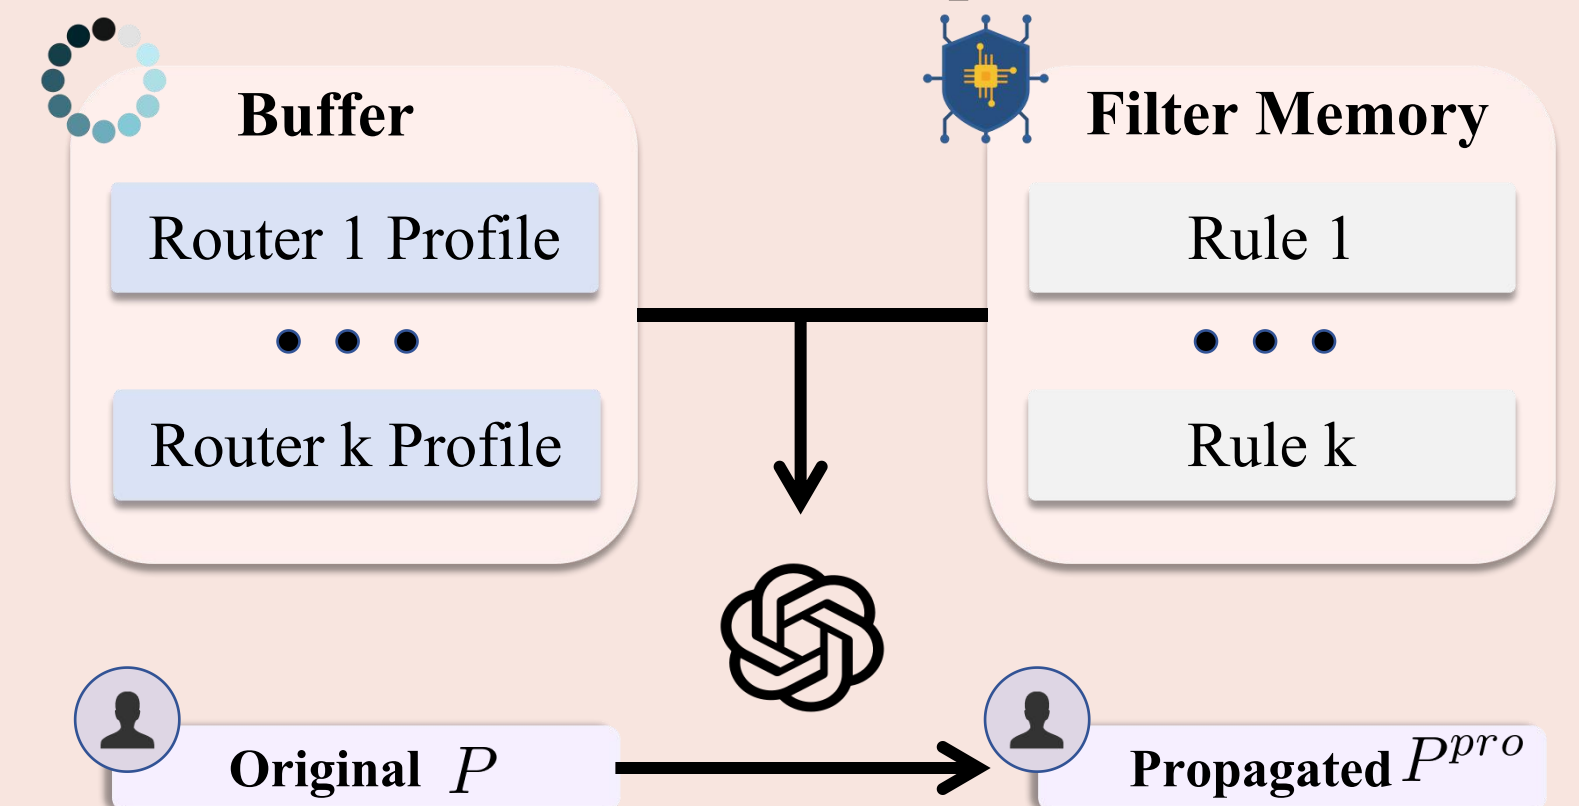 Buffer
Router 1 Profile
Router k Profile
Filter Memory
Rule 1
Rule k
Original P
Propagated P^{pro}